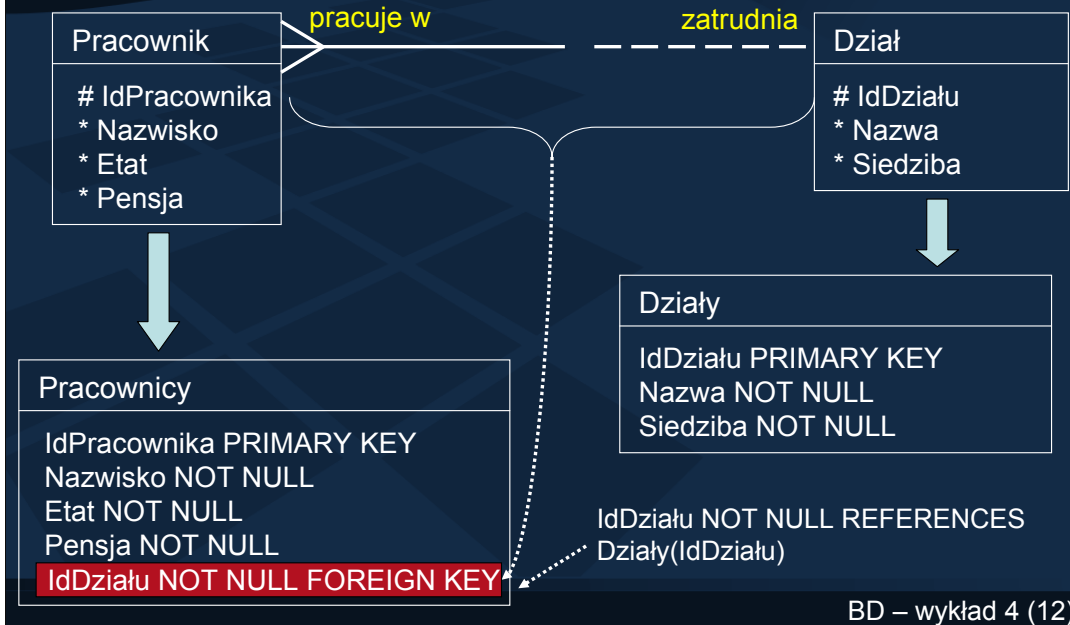 pracuje w
zatrudnia
Pracownik
# IdPracownika
* Nazwisko
* Etat
* Pensja
Dział
# IdDziału
* Nazwa
* Siedziba
Działy
IdDziału PRIMARY KEY
Nazwa NOT NULL
Siedziba NOT NULL
Pracownicy
IdPracownika PRIMARY KEY
Nazwisko NOT NULL
Etat NOT NULL
Pensja NOT NULL
IdDziału NOT NULL FOREIGN KEY
IdDziału NOT NULL REFERENCES
Działy(IdDziału)
BD – wykład 4 (12)